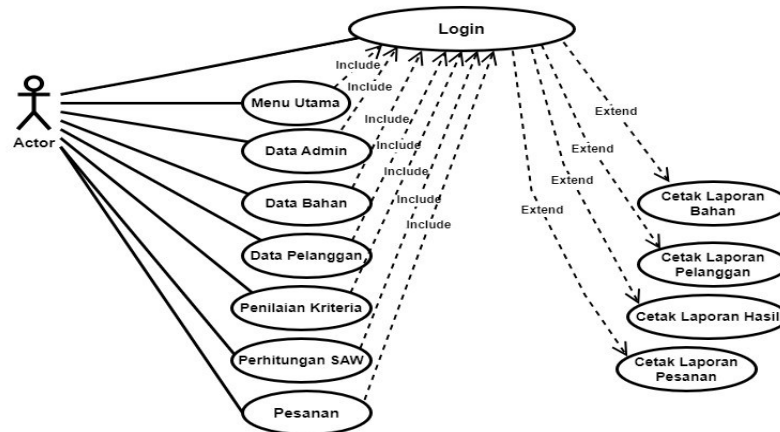 Login
Include
Menu Utama
Include
Extend
Actor
Data Admin
Include
Include
Include
Extend
Data Bahan
Include
Cetak Laporan
Bahan
Extend
Include
Data Pelanggan
Cetak Laporan
Pelanggan
Penilaian Kriteria
Cetak Laporan Hasil
Perhitungan SAW
Cetak Laporan
Pesanan
Pesanan